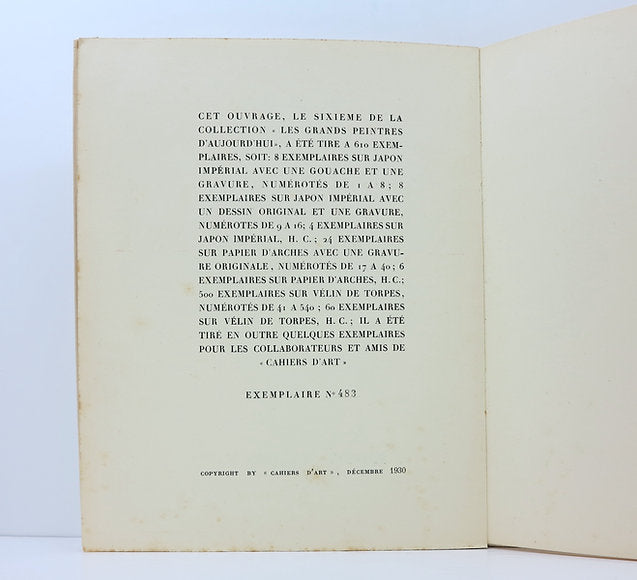 CET OUVRAGE, LE SIXIEME DE LA
COLLECTION « LES GRANDS PEINTRES
D'AUJOURD'HUI», A ÉTÉ TIRE A 610 EXEM-
PLAIRES, SOIT: 8 EXEMPLAIRES SUR JAPON
IMPÉRIAL AVEC UNE GOUACHE ET UNE
GRAVURE, NUMÉROTÉS DE 1 A 8; 8
EXEMPLAIRES SUR JAPON IMPÉRIAL AVEC
UN DESSIN ORIGINAL ET UNE GRAVURE,
NUMÉROTES DE 9 A 16; 4 EXEMPLAIRES SUR
JAPON IMPÉRIAL, H. C.; 24 EXEMPLAIRES
SUR PAPIER D'ARCHES AVEC UNE GRAVU-
RE ORIGINALE, NUMÉROTÉS DE 17 A 40; 6
EXEMPLAIRES SUR PAPIER D'ARCHES, H.C.;
500 EXEMPLAIRES SUR VÉLIN DE TORPES,
NUMÉROTÉS DE 41 A 540; 60 EXEMPLAIRES
SUR VÉLIN DE TORPES, H. C.; IL A ÉTÉ
TIRÉ EN OUTRE QUELQUES EXEMPLAIRES
POUR LES COLLABORATEURS ET AMIS DE
« CAHIERS D'ART »
EXEMPLAIRE No 483
COPYRIGHT BY « CAHIERS D'ART », DÉCEMBRE 1930